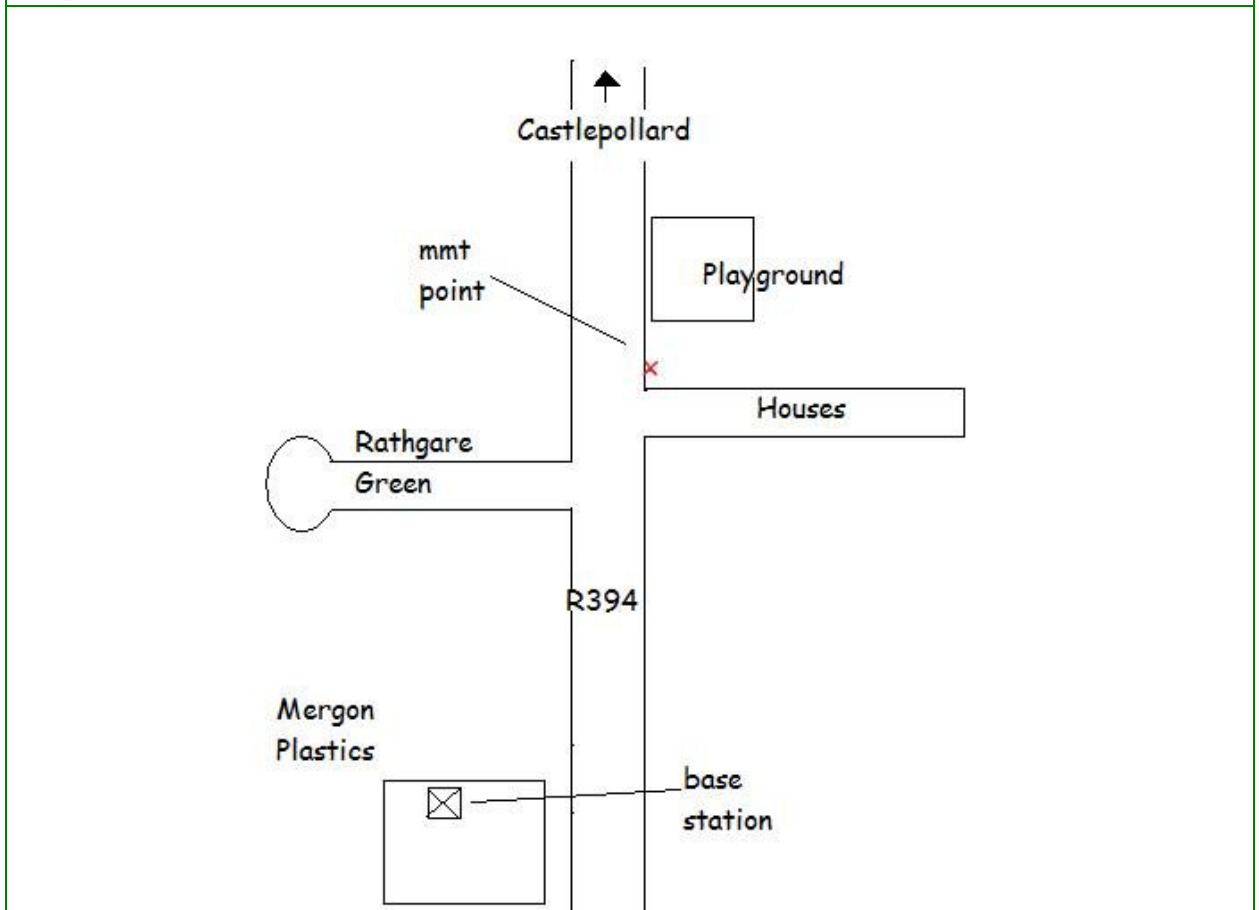 Castlepollard
mmt
point
Playground
Houses
Rathgare
Green
R394
Mergon
Plastics
base
station